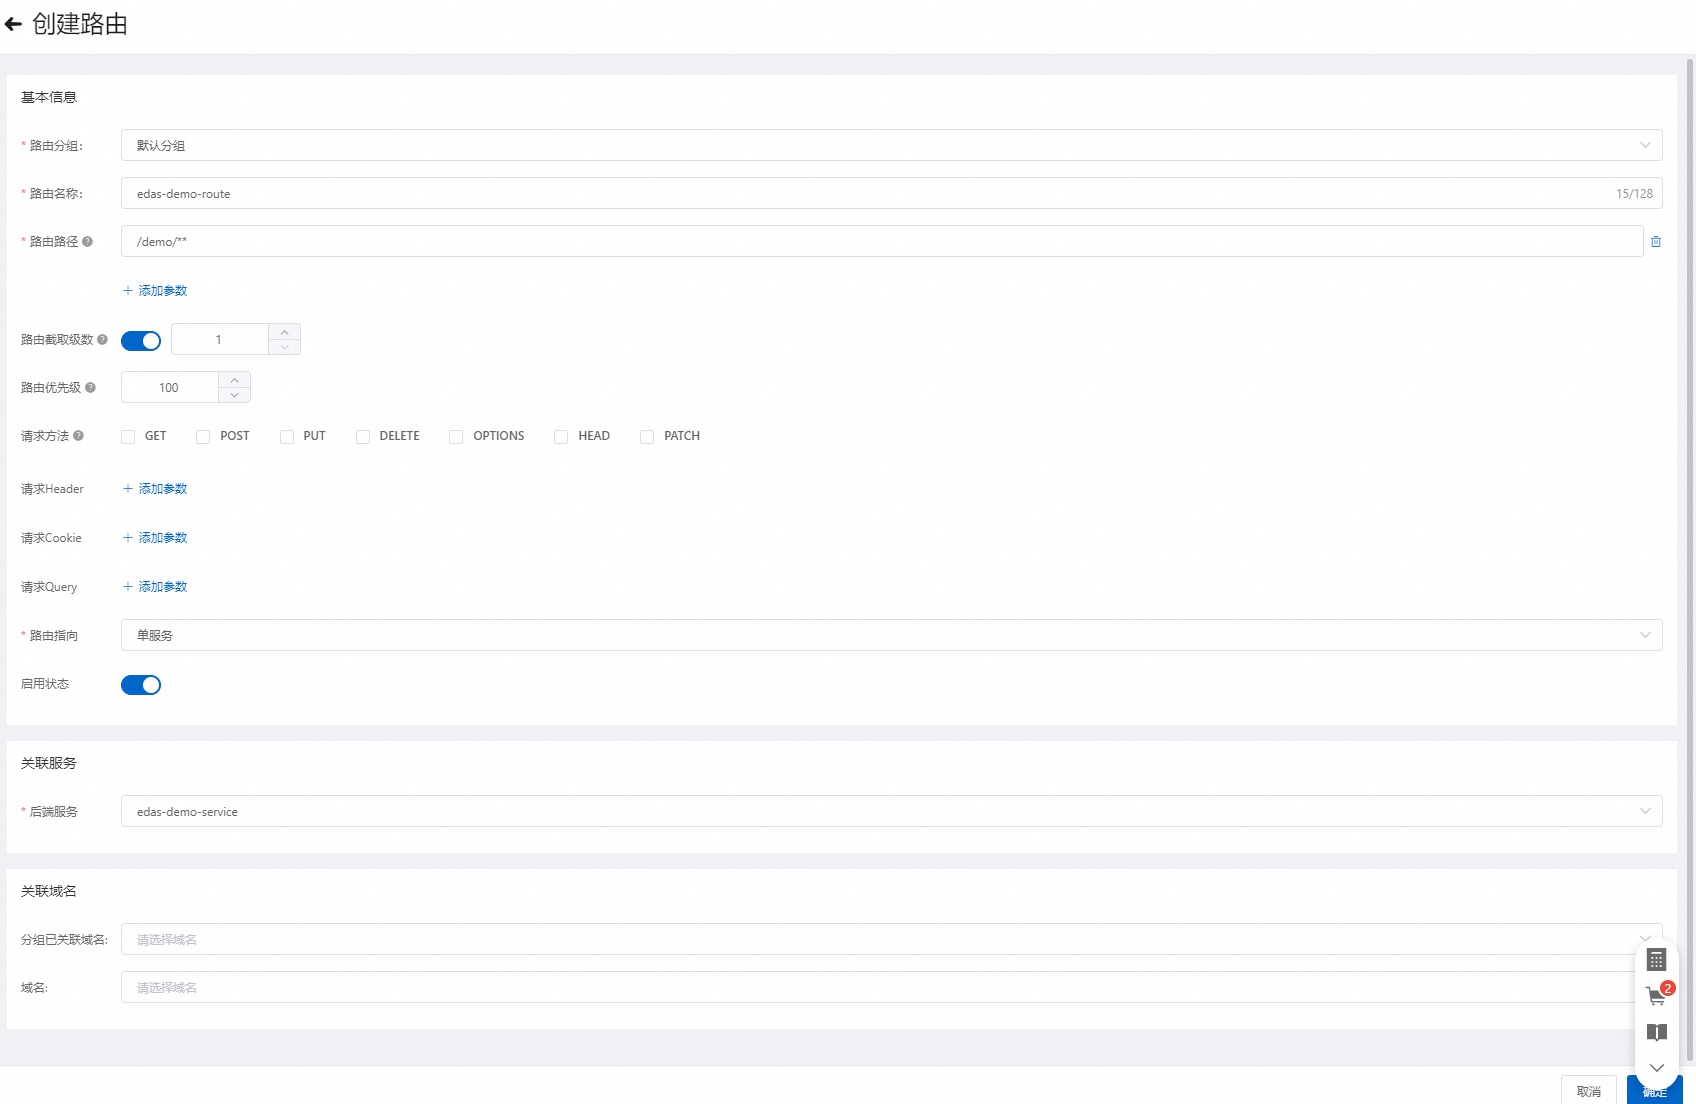 创建路由
基本信息
* 路由分组: 默认分组
* 路由名称: edas-demo-route 15/128
* 路由路径 /demo/**
+ 添加参数
路由截取级数 1
路由优先级 100
请求方法 GET POST PUT DELETE OPTIONS HEAD PATCH
请求Header + 添加参数
请求Cookie + 添加参数
请求Query + 添加参数
* 路由指向 单服务
启用状态
关联服务
* 后端服务 edas-demo-service
关联域名
分组已关联域名: 请选择域名
域名: 请选择域名
2
取消 确定